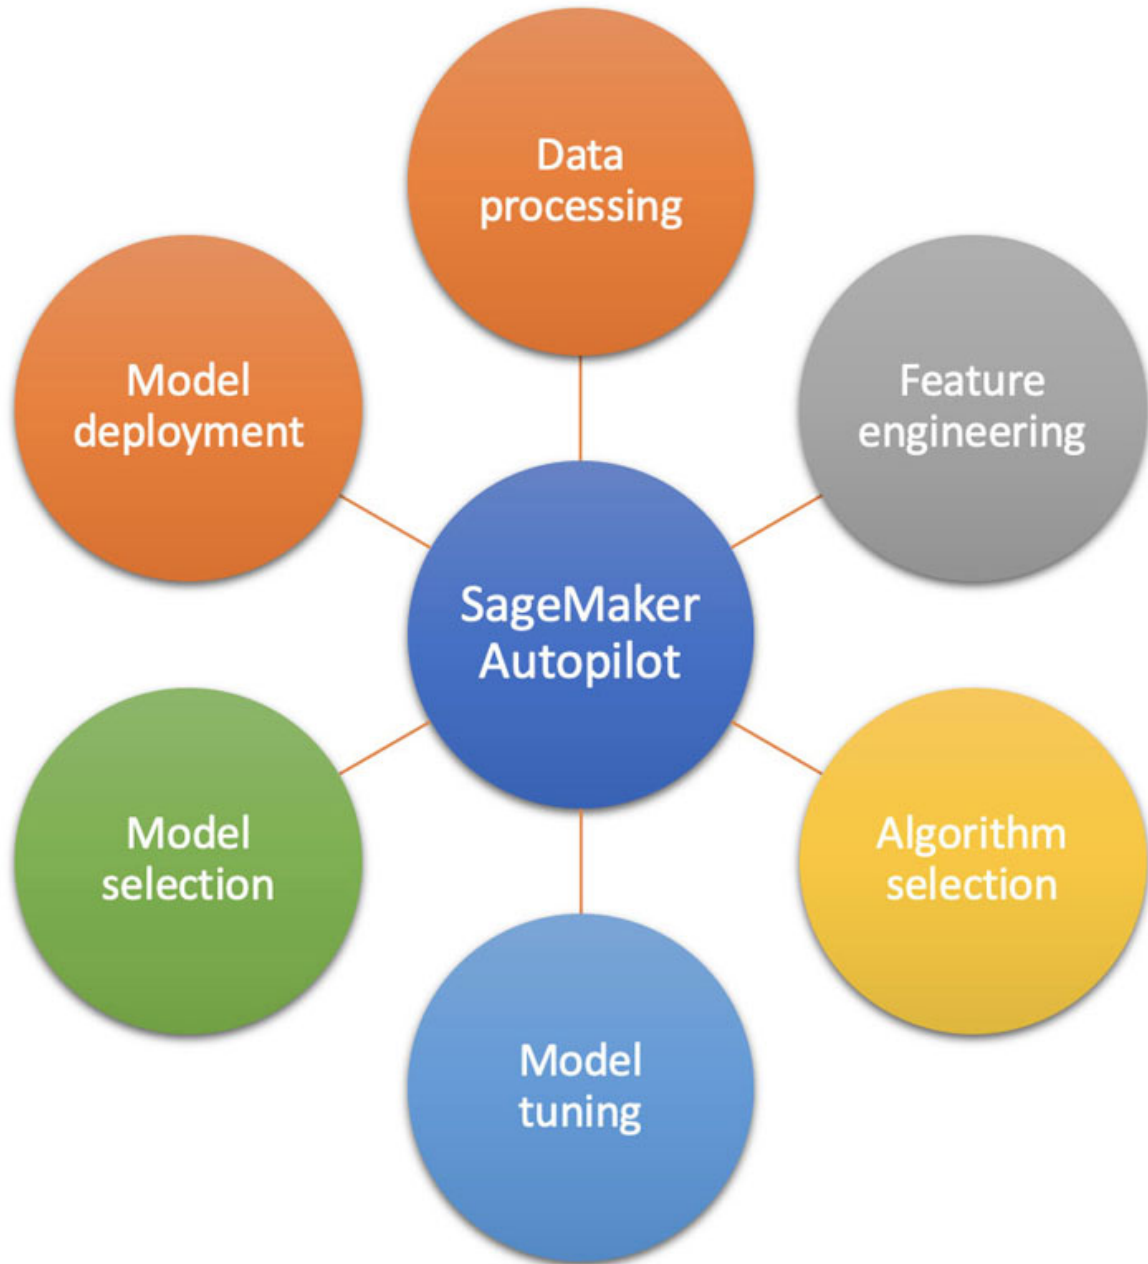 Data
processing
Feature
engineering
Algorithm
selection
Model
tuning
Model
selection
Model
deployment
SageMaker
Autopilot